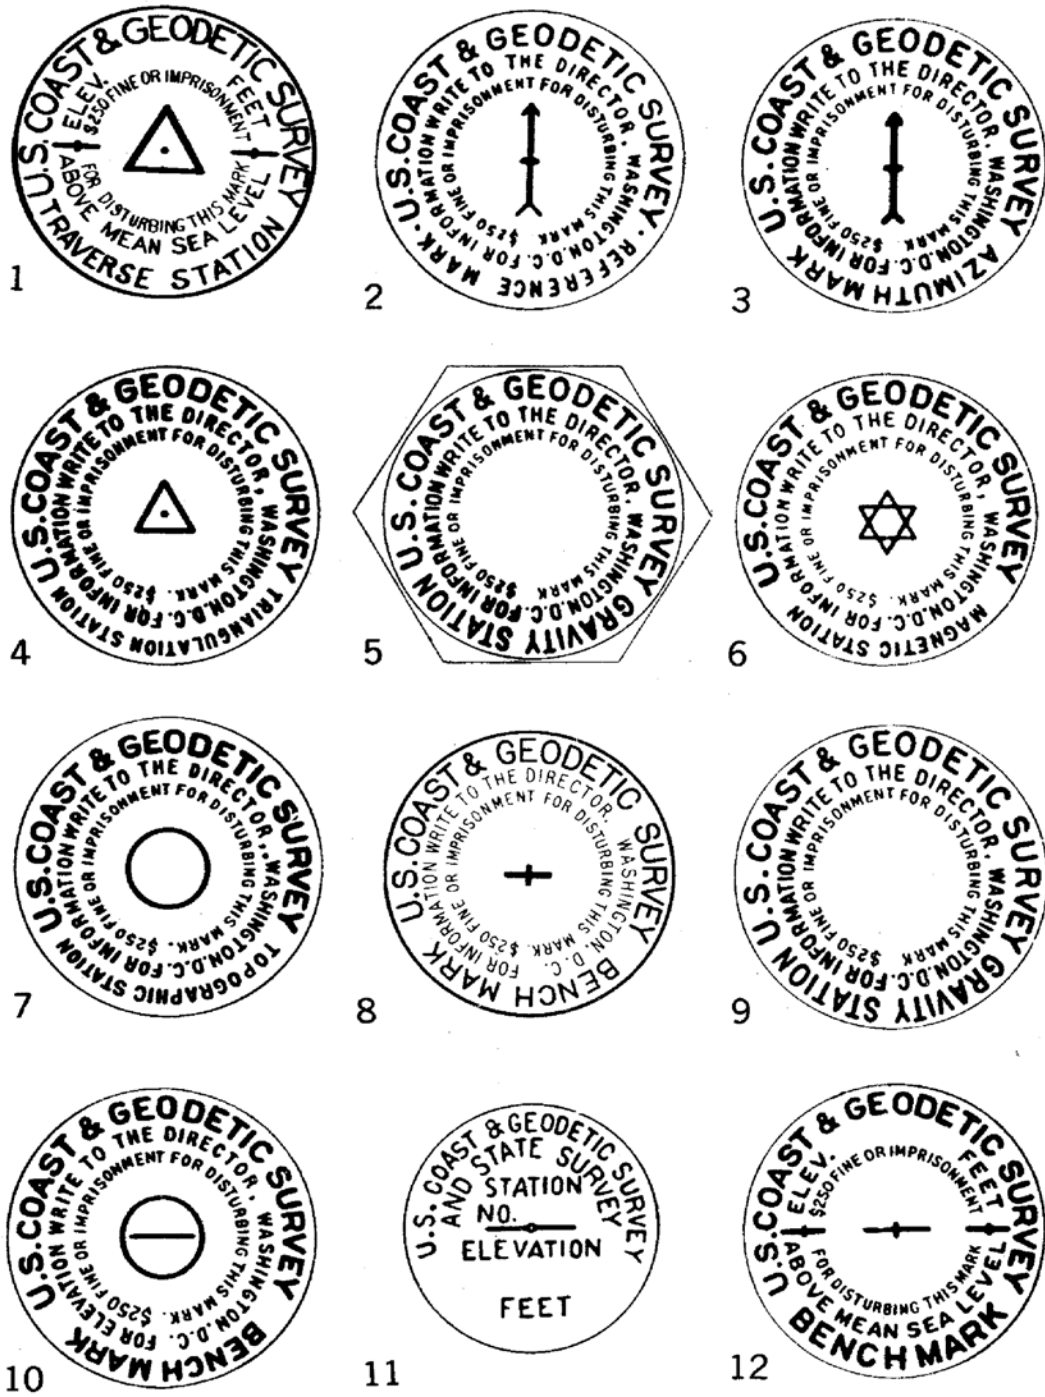 U.S. COAST & GEODETIC SURVEY
TRAVERSE STATION
ELEV. FEET
ABOVE MEAN SEA LEVEL
$250 FINE OR IMPRISONMENT
FOR DISTURBING THIS MARK
1
U.S. COAST & GEODETIC SURVEY · REFERENCE MARK ·
FOR INFORMATION WRITE TO THE DIRECTOR, WASHINGTON, D.C.
$250 FINE OR IMPRISONMENT FOR DISTURBING THIS MARK.
2
U.S. COAST & GEODETIC SURVEY AZIMUTH MARK
FOR INFORMATION WRITE TO THE DIRECTOR, WASHINGTON, D.C.
$250 FINE OR IMPRISONMENT FOR DISTURBING THIS MARK.
3
U.S. COAST & GEODETIC SURVEY TRIANGULATION STATION
FOR INFORMATION WRITE TO THE DIRECTOR, WASHINGTON, D.C.
$250 FINE OR IMPRISONMENT FOR DISTURBING THIS MARK.
4
U.S. COAST & GEODETIC SURVEY GRAVITY STATION
FOR INFORMATION WRITE TO THE DIRECTOR, WASHINGTON, D.C.
$250 FINE OR IMPRISONMENT FOR DISTURBING THIS MARK
5
U.S. COAST & GEODETIC SURVEY MAGNETIC STATION
FOR INFORMATION WRITE TO THE DIRECTOR, WASHINGTON, D.C.
$250 FINE OR IMPRISONMENT FOR DISTURBING THIS MARK.
6
U.S. COAST & GEODETIC SURVEY TOPOGRAPHIC STATION
FOR INFORMATION WRITE TO THE DIRECTOR, WASHINGTON, D.C.
$250 FINE OR IMPRISONMENT FOR DISTURBING THIS MARK.
7
U.S. COAST & GEODETIC SURVEY BENCH MARK
FOR INFORMATION WRITE TO THE DIRECTOR, WASHINGTON, D.C.
$250 FINE OR IMPRISONMENT FOR DISTURBING THIS MARK.
8
U.S. COAST & GEODETIC SURVEY GRAVITY STATION
FOR INFORMATION WRITE TO THE DIRECTOR, WASHINGTON, D.C.
$250 FINE OR IMPRISONMENT FOR DISTURBING THIS MARK
9
U.S. COAST & GEODETIC SURVEY BENCH MARK
FOR ELEVATION WRITE TO THE DIRECTOR, WASHINGTON, D.C.
$250 FINE OR IMPRISONMENT FOR DISTURBING THIS MARK.
10
U.S. COAST & GEODETIC SURVEY
AND STATE SURVEY
STATION
NO.
ELEVATION
FEET
11
U.S. COAST & GEODETIC SURVEY
BENCH MARK
ELEV. FEET
ABOVE MEAN SEA LEVEL
$250 FINE OR IMPRISONMENT
FOR DISTURBING THIS MARK
12